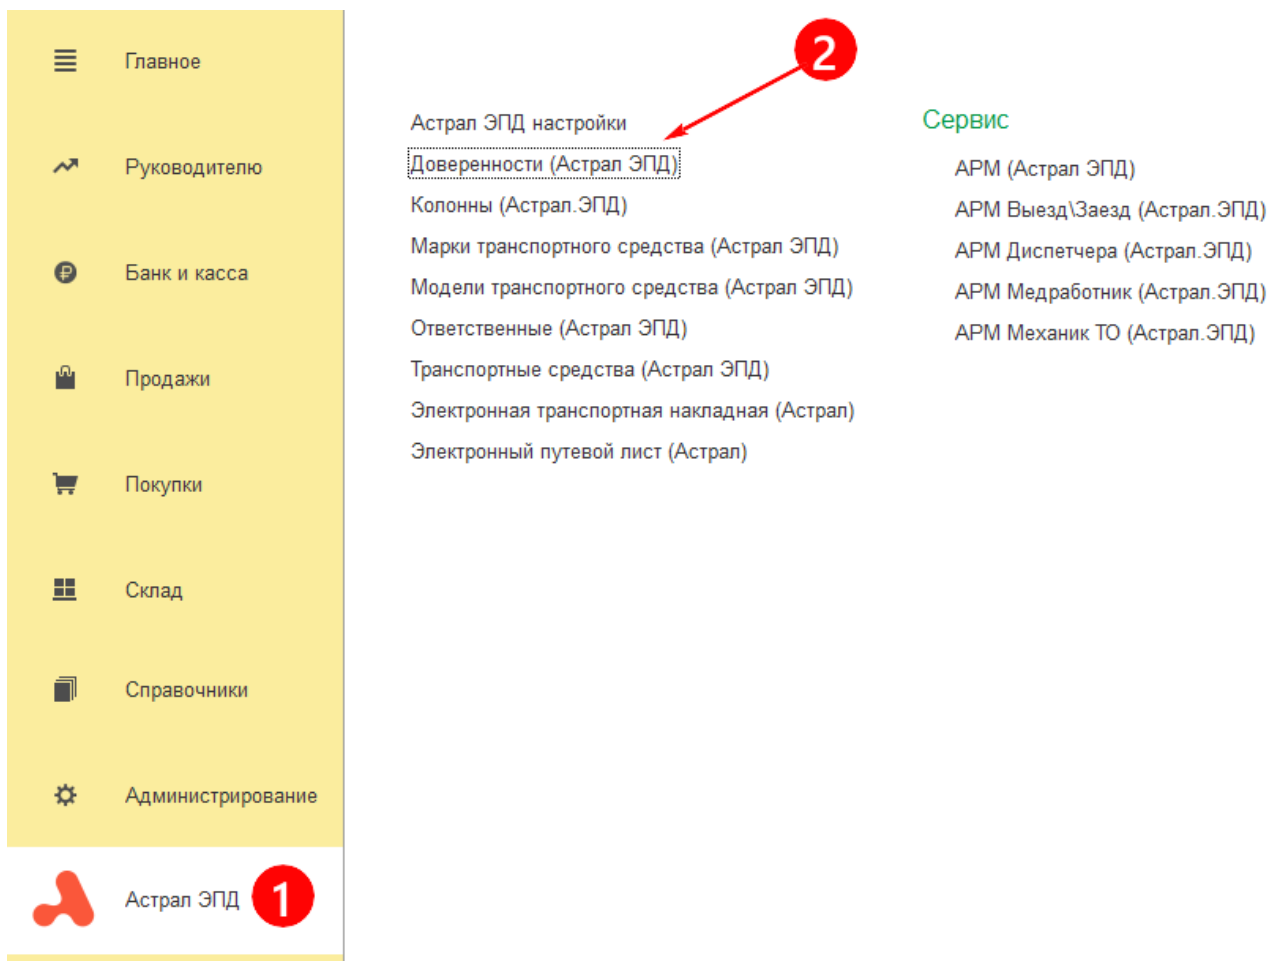 Главное
Руководителю
Банк и касса
Продажи
Покупки
Склад
Справочники
Администрирование
Астрал ЭПД
1
2
Астрал ЭПД настройки
Доверенности (Астрал ЭПД)
Колонны (Астрал.ЭПД)
Марки транспортного средства (Астрал ЭПД)
Модели транспортного средства (Астрал ЭПД)
Ответственные (Астрал ЭПД)
Транспортные средства (Астрал ЭПД)
Электронная транспортная накладная (Астрал)
Электронный путевой лист (Астрал)
Сервис
АРМ (Астрал ЭПД)
АРМ Выезд\Заезд (Астрал.ЭПД)
АРМ Диспетчера (Астрал.ЭПД)
АРМ Медработник (Астрал.ЭПД)
АРМ Механик ТО (Астрал.ЭПД)